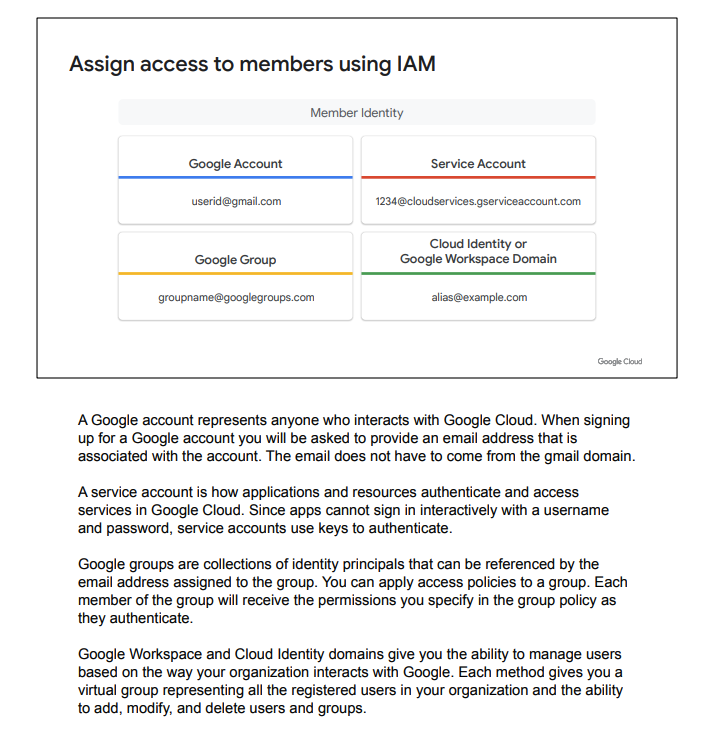 Assign access to members using IAM
Member Identity
Google Account
userid@gmail.com
Service Account
1234@cloudservices.gserviceaccount.com
Google Group
groupname@googlegroups.com
Cloud Identity or
Google Workspace Domain
alias@example.com
Google Cloud
A Google account represents anyone who interacts with Google Cloud. When signing
up for a Google account you will be asked to provide an email address that is
associated with the account. The email does not have to come from the gmail domain.
A service account is how applications and resources authenticate and access
services in Google Cloud. Since apps cannot sign in interactively with a username
and password, service accounts use keys to authenticate.
Google groups are collections of identity principals that can be referenced by the
email address assigned to the group. You can apply access policies to a group. Each
member of the group will receive the permissions you specify in the group policy as
they authenticate.
Google Workspace and Cloud Identity domains give you the ability to manage users
based on the way your organization interacts with Google. Each method gives you a
virtual group representing all the registered users in your organization and the ability
to add, modify, and delete users and groups.